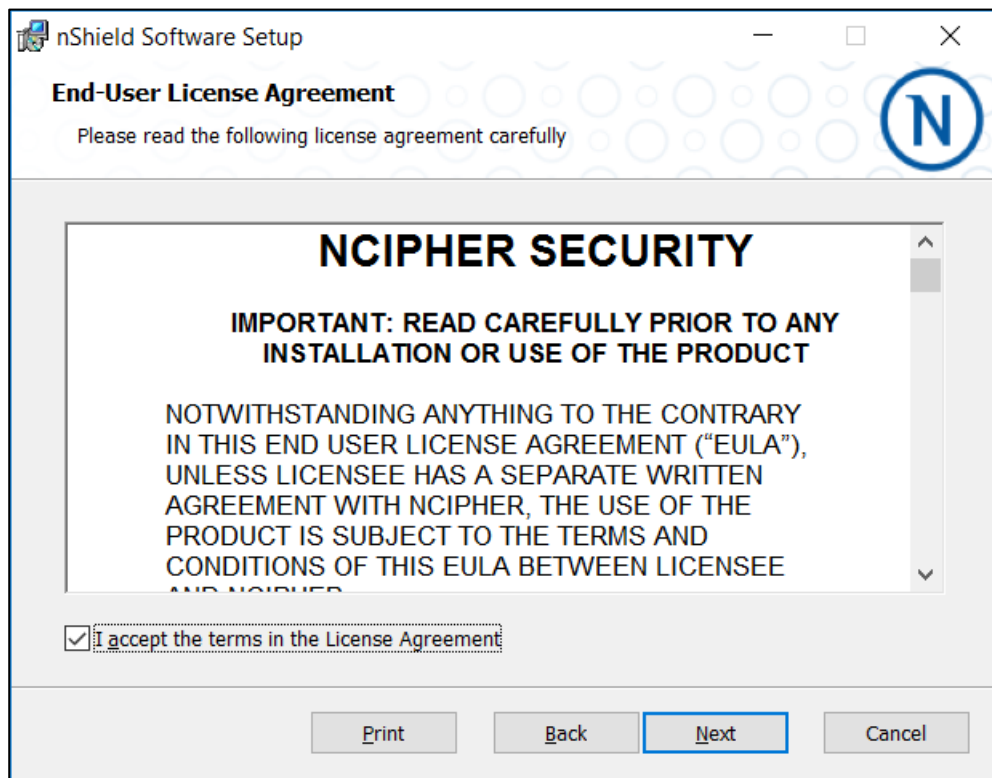 nShield Software Setup
End-User License Agreement
Please read the following license agreement carefully
N
NCIPHER SECURITY
IMPORTANT: READ CAREFULLY PRIOR TO ANY
INSTALLATION OR USE OF THE PRODUCT
NOTWITHSTANDING ANYTHING TO THE CONTRARY
IN THIS END USER LICENSE AGREEMENT (“EULA”),
UNLESS LICENSEE HAS A SEPARATE WRITTEN
AGREEMENT WITH NCIPHER, THE USE OF THE
PRODUCT IS SUBJECT TO THE TERMS AND
CONDITIONS OF THIS EULA BETWEEN LICENSEE
AND NCIPHER
I accept the terms in the License Agreement
Print Back Next Cancel